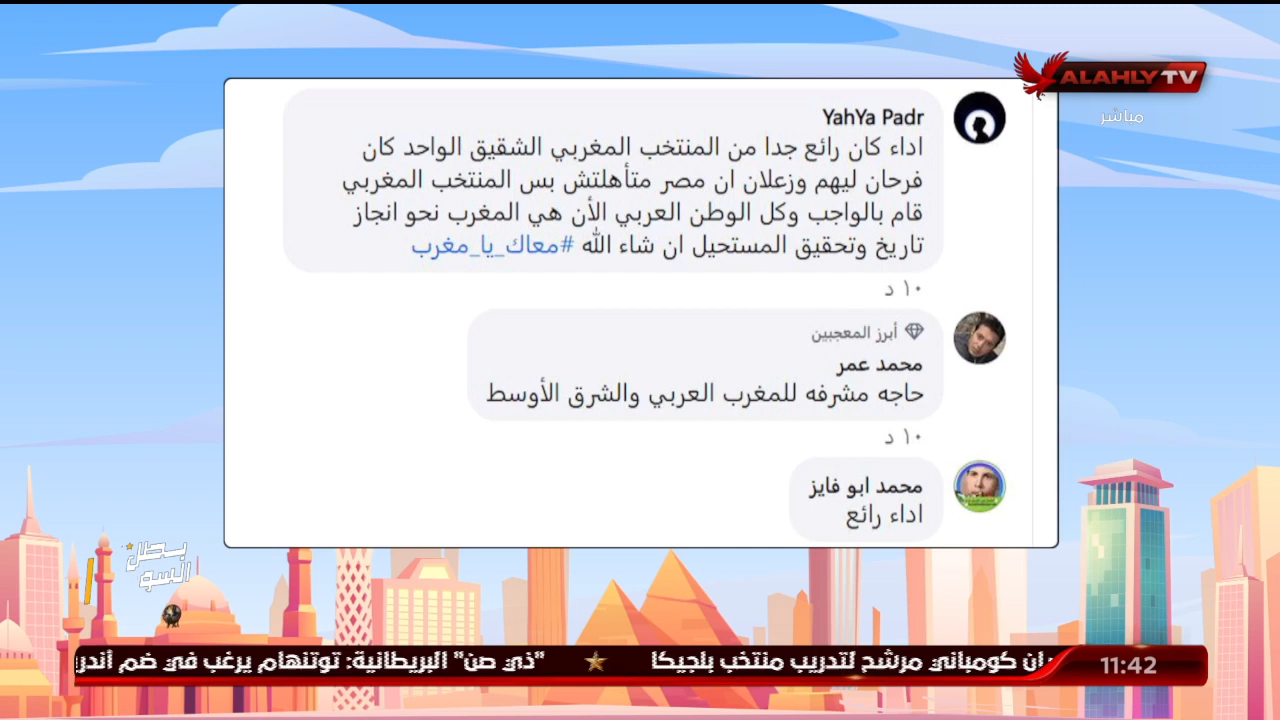 ALAHLY TV
مباشر
YahYa Padr
اداء كان رائع جدا من المنتخب المغربي الشقيق الواحد كان
فرحان ليهم وزعلان ان مصر متأهلتش بس المنتخب المغربي
قام بالواجب وكل الوطن العربي الأن هي المغرب نحو انجاز
تاريخ وتحقيق المستحيل ان شاء الله #معاك_يا_مغرب
١٠ د
أبرز المعجبين
محمد عمر
حاجه مشرفه للمغرب العربي والشرق الأوسط
١٠ د
محمد ابو فايز
اداء رائع
كومباني مرشح لتدريب منتخب بلجيكا ★ "ذي صن" البريطانية: توتنهام يرغب في ضم
11:42